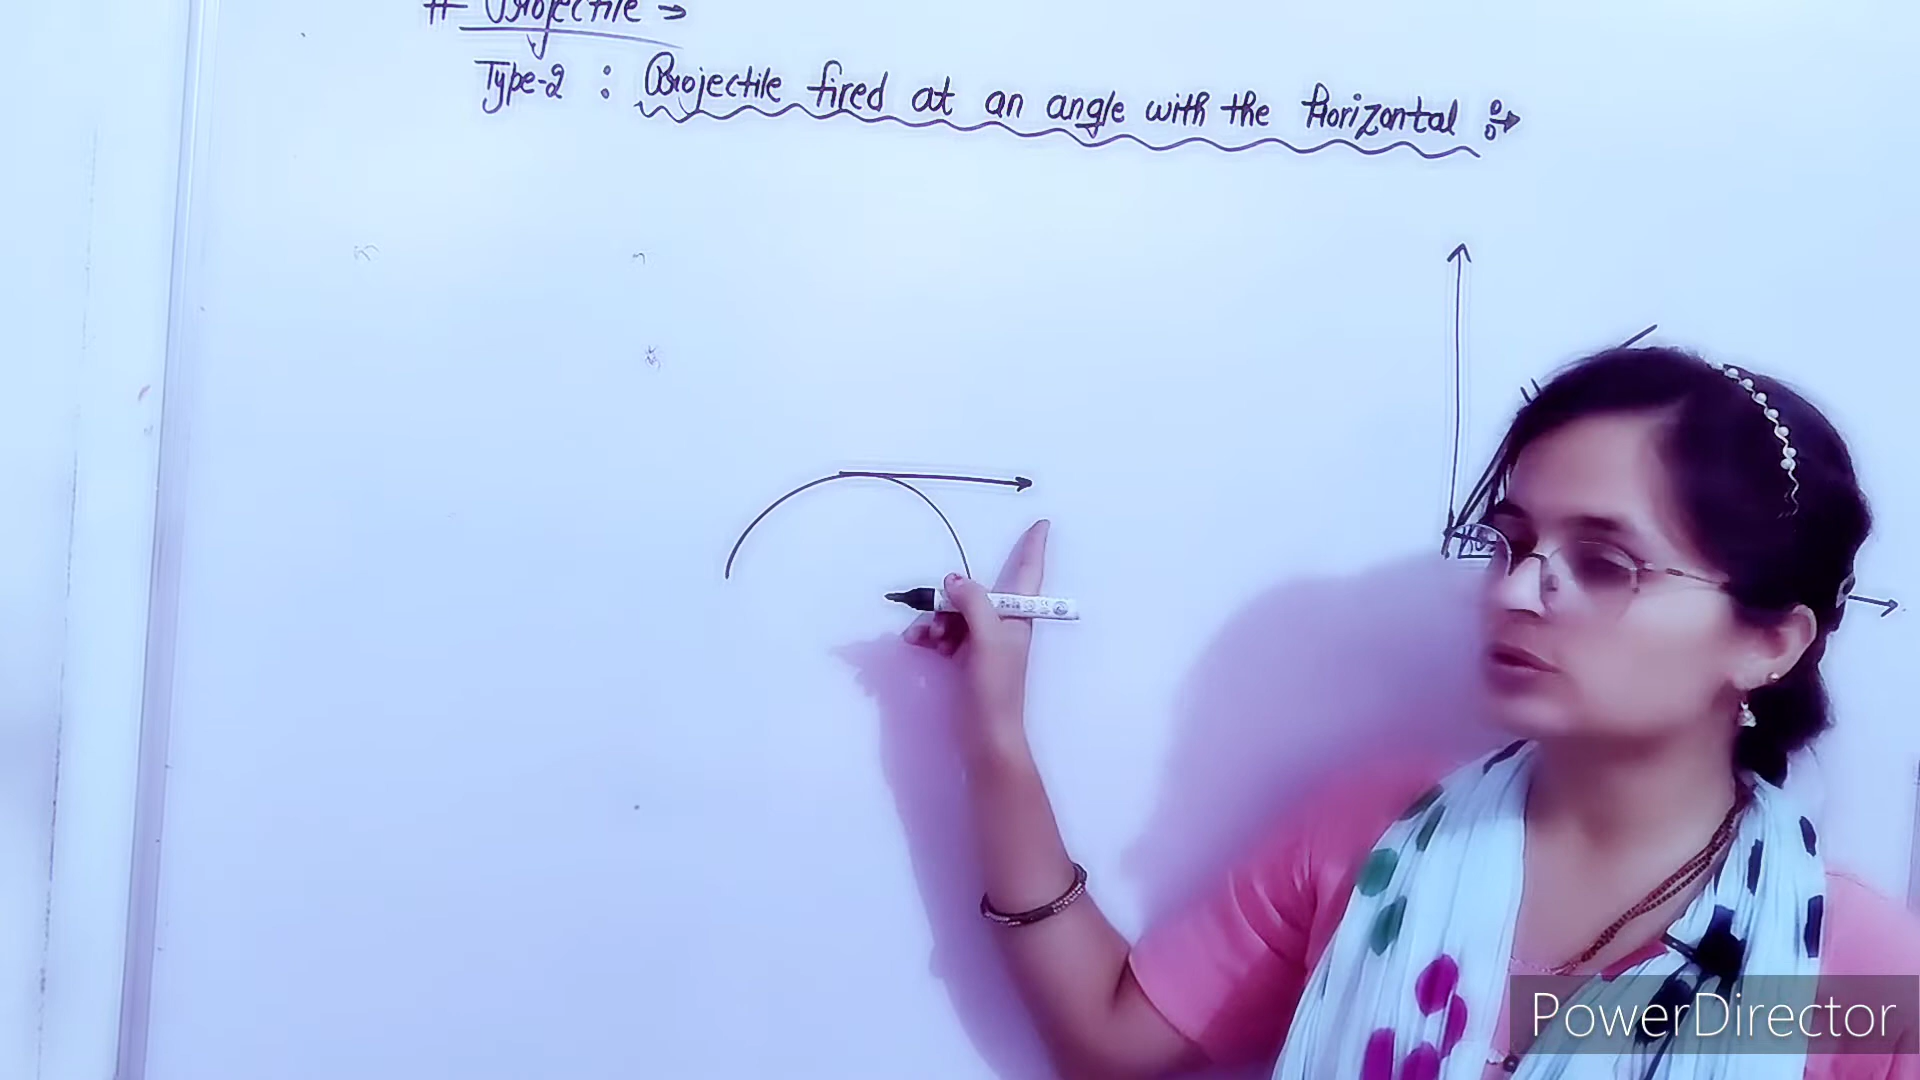 # Projectile →
Type-2 : Projectile fired at an angle with the Horizontal :→
PowerDirector